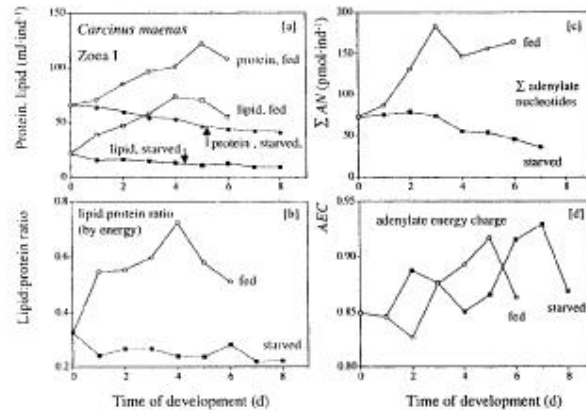 Carcinus maenas
Zoea I
[a]
protein, fed
lipid, fed
lipid, starved
protein, starved,
Protein, lipid (mJ·ind⁻¹)
150
100
50
0
0 2 4 6 8
[c]
fed
Σ adenylate
nucleotides
starved
Σ AN (pmol·ind⁻¹)
200
150
100
50
0
0 2 4 6 8
[b]
lipid:protein ratio
(by energy)
fed
starved
Lipid:protein ratio
0.8
0.6
0.4
0.2
0 2 4 6 8
Time of development (d)
[d]
adenylate energy charge
fed
starved
AEC
0.95
0.90
0.85
0.80
0 2 4 6 8
Time of development (d)